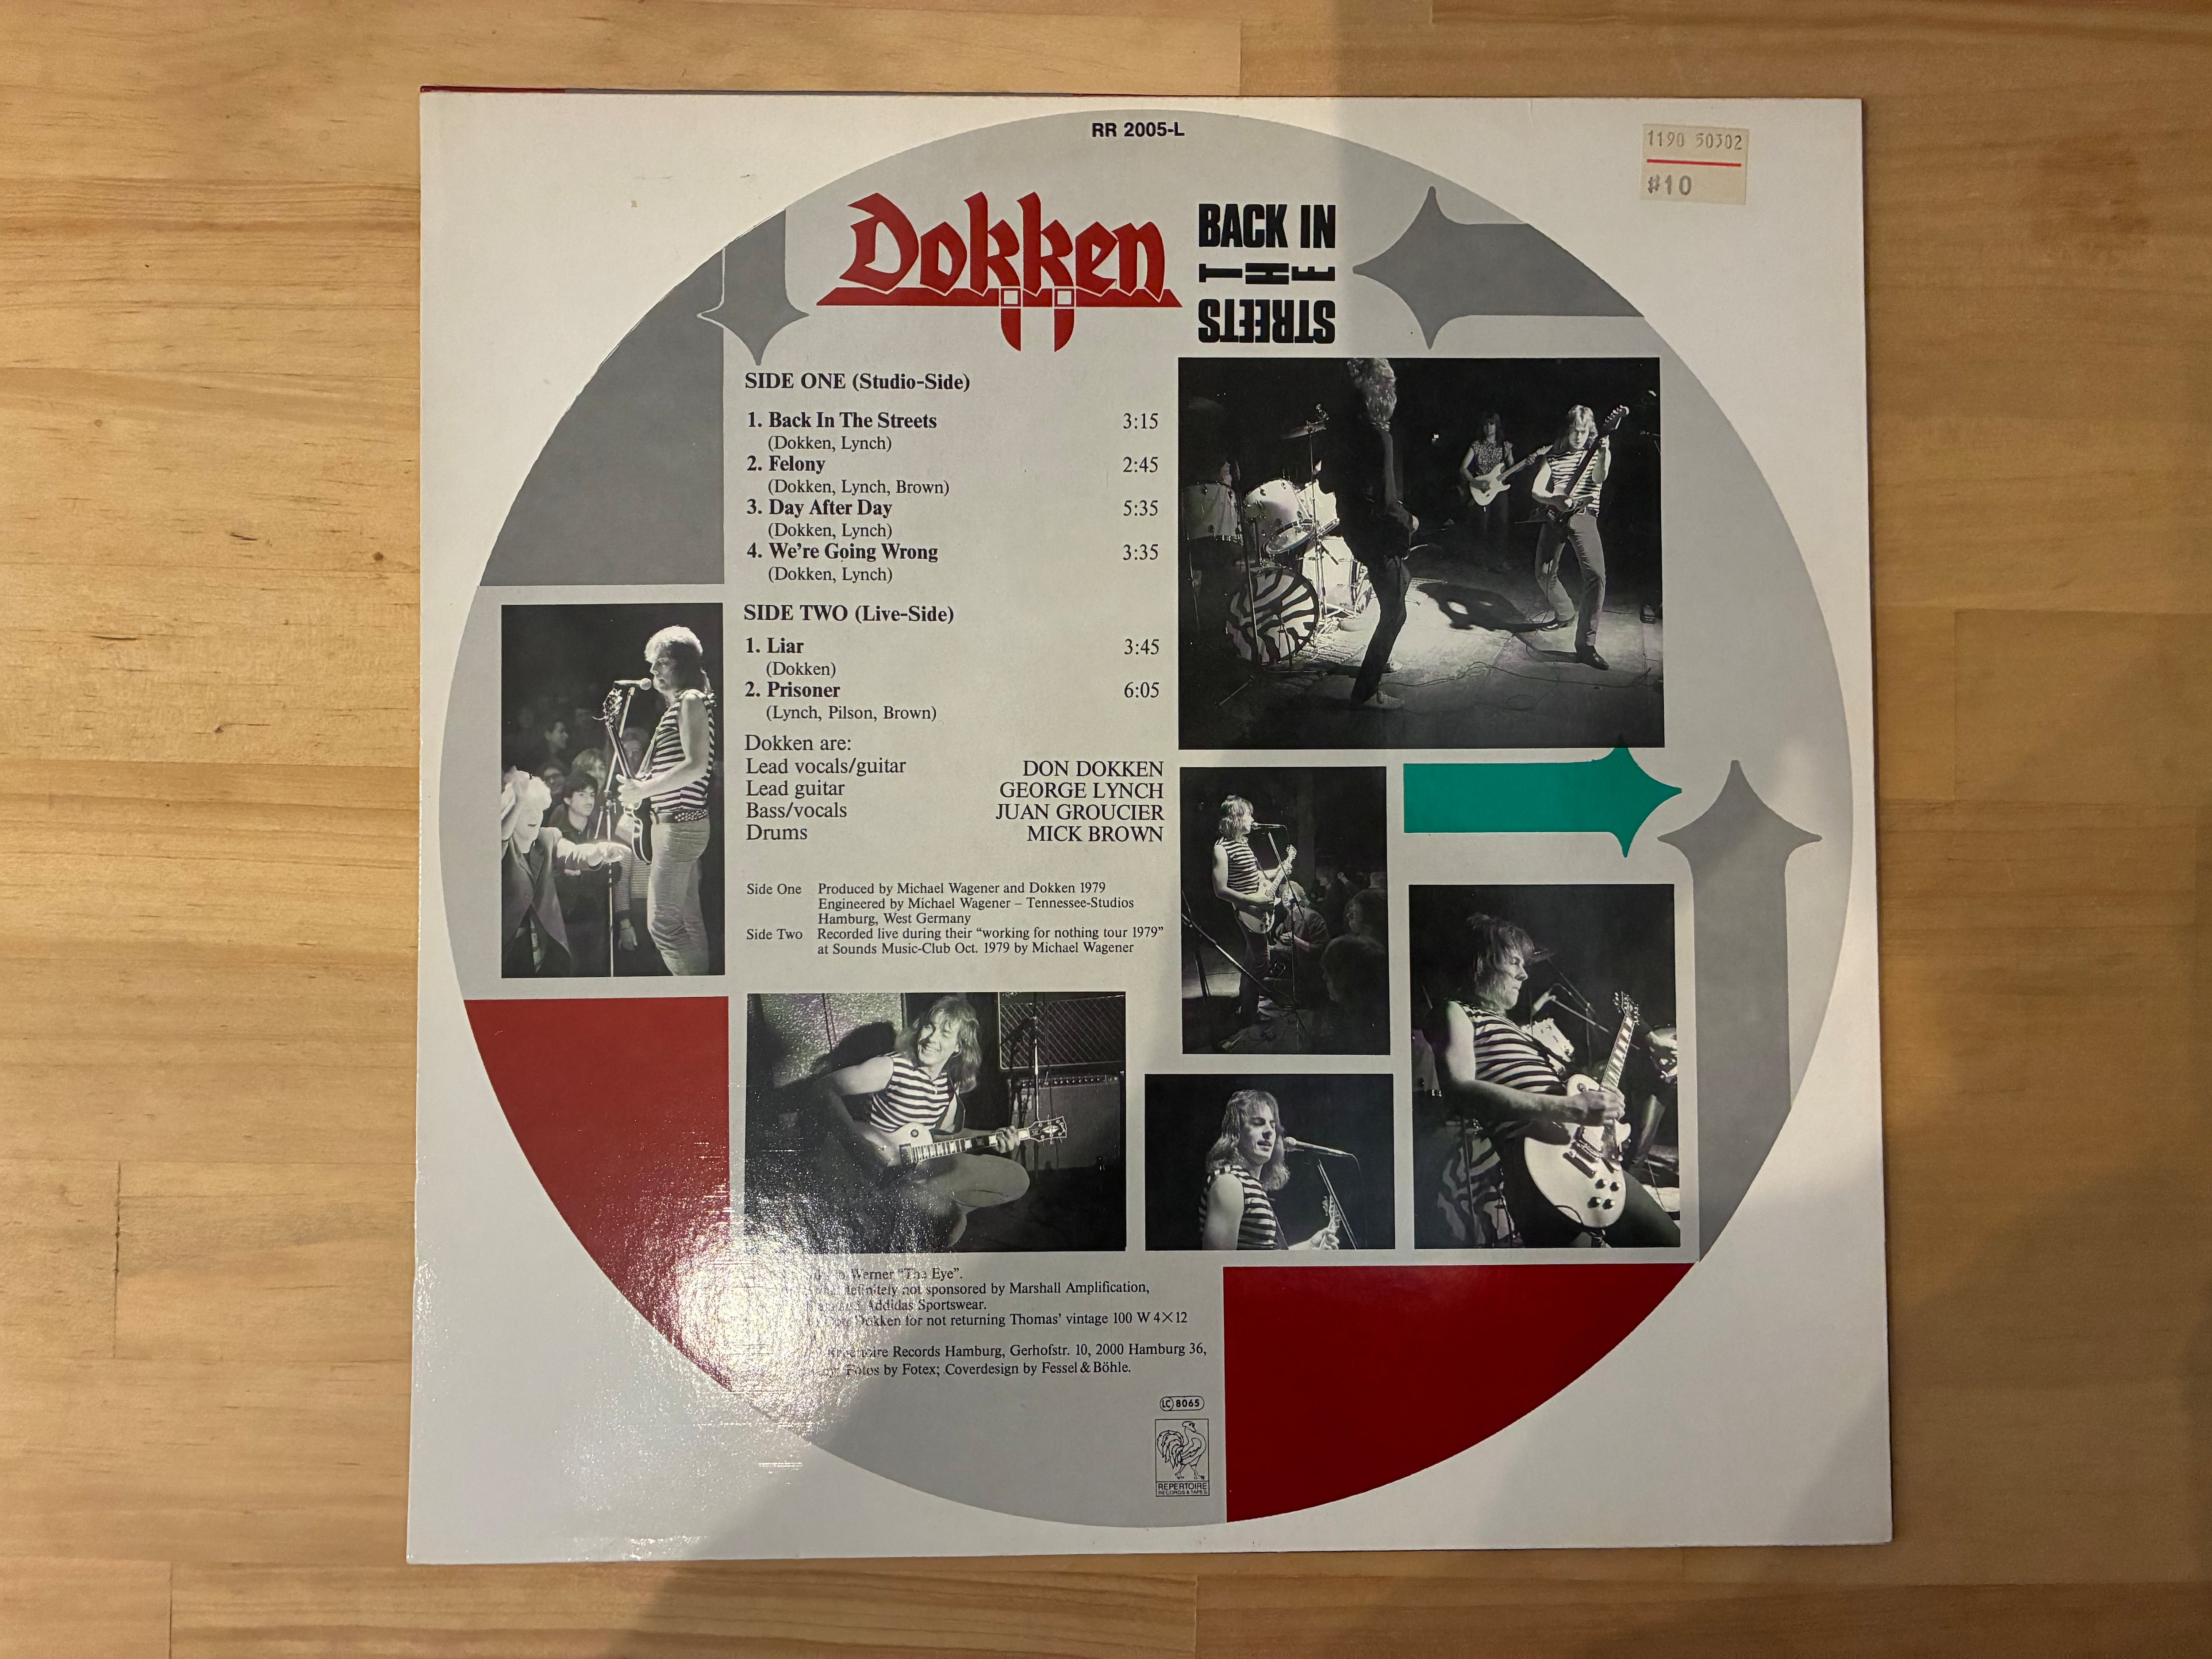 RR 2005-L
1190 50302
#10
Dokken
BACK IN
THE
STREETS
SIDE ONE (Studio-Side)
1. Back In The Streets 3:15
(Dokken, Lynch)
2. Felony 2:45
(Dokken, Lynch, Brown)
3. Day After Day 5:35
(Dokken, Lynch)
4. We're Going Wrong 3:35
(Dokken, Lynch)
SIDE TWO (Live-Side)
1. Liar 3:45
(Dokken)
2. Prisoner 6:05
(Lynch, Pilson, Brown)
Dokken are:
Lead vocals/guitar DON DOKKEN
Lead guitar GEORGE LYNCH
Bass/vocals JUAN GROUCIER
Drums MICK BROWN
Side One Produced by Michael Wagener and Dokken 1979
Engineered by Michael Wagener – Tennessee-Studios
Hamburg, West Germany
Side Two Recorded live during their "working for nothing tour 1979"
at Sounds Music-Club Oct. 1979 by Michael Wagener
Werner "The Eye".
definitely not sponsored by Marshall Amplification,
Addidas Sportswear.
Dokken for not returning Thomas' vintage 100 W 4×12
Repertoire Records Hamburg, Gerhofstr. 10, 2000 Hamburg 36,
Fotos by Fotex; Coverdesign by Fessel & Böhle.
LC 8065
REPERTOIRE
RECORDS & TAPES